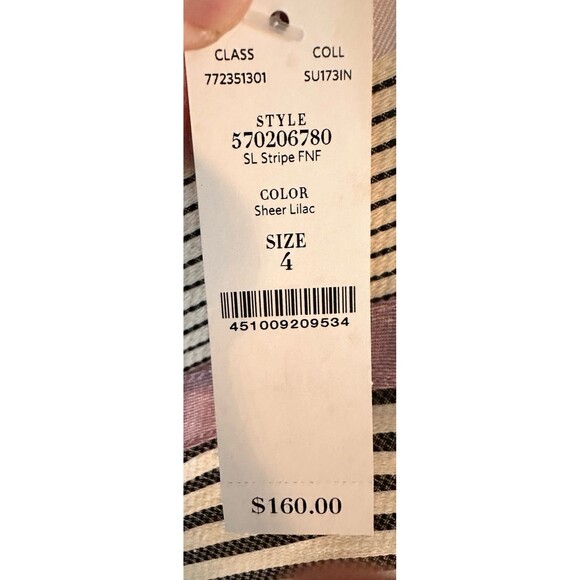 CLASS COLL
772351301 SU173IN
STYLE
570206780
SL Stripe FNF
COLOR
Sheer Lilac
SIZE
4
451009209534
$160.00